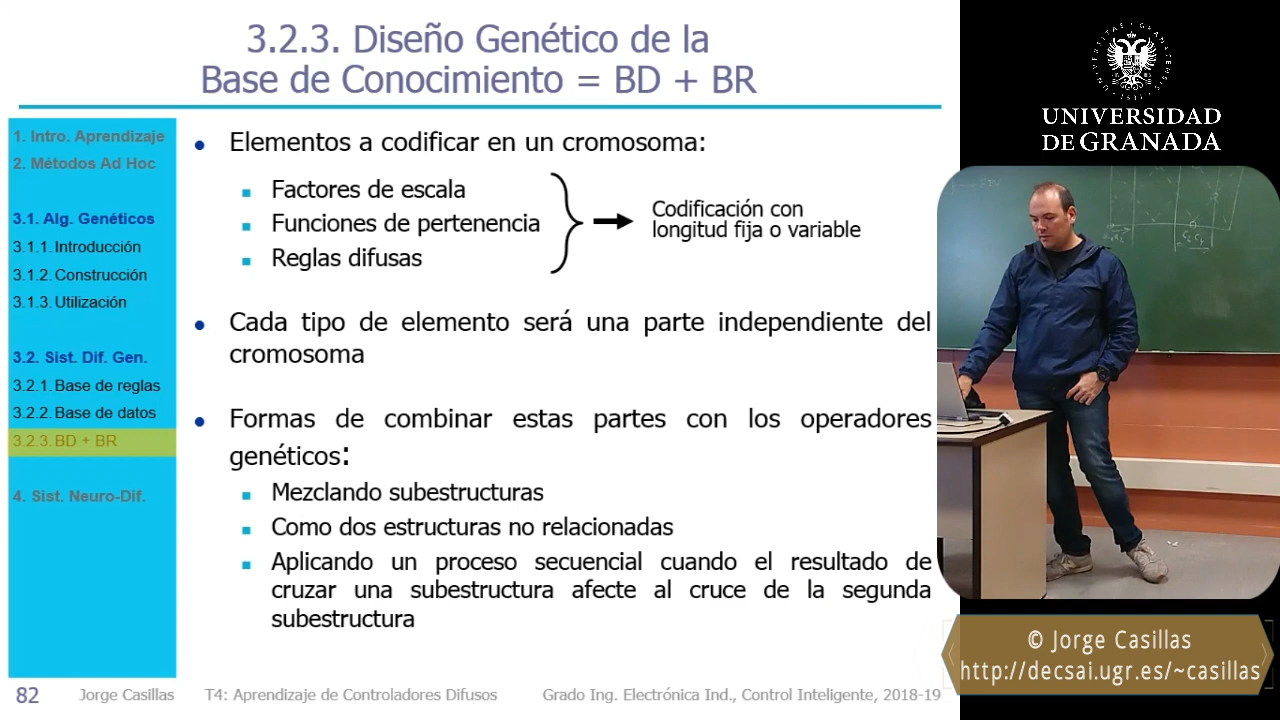 3.2.3. Diseño Genético de la
Base de Conocimiento = BD + BR
1. Intro. Aprendizaje
2. Métodos Ad Hoc
3.1. Alg. Genéticos
3.1.1. Introducción
3.1.2. Construcción
3.1.3. Utilización
3.2. Sist. Dif. Gen.
3.2.1. Base de reglas
3.2.2. Base de datos
3.2.3. BD + BR
4. Sist. Neuro-Dif.
• Elementos a codificar en un cromosoma:
Factores de escala
Funciones de pertenencia
Reglas difusas
Codificación con
longitud fija o variable
• Cada tipo de elemento será una parte independiente del
cromosoma
• Formas de combinar estas partes con los operadores
genéticos:
Mezclando subestructuras
Como dos estructuras no relacionadas
Aplicando un proceso secuencial cuando el resultado de
cruzar una subestructura afecte al cruce de la segunda
subestructura
82 Jorge Casillas T4: Aprendizaje de Controladores Difusos Grado Ing. Electrónica Ind., Control Inteligente, 2018-19
UNIVERSIDAD
DE GRANADA
© Jorge Casillas
http://decsai.ugr.es/~casillas